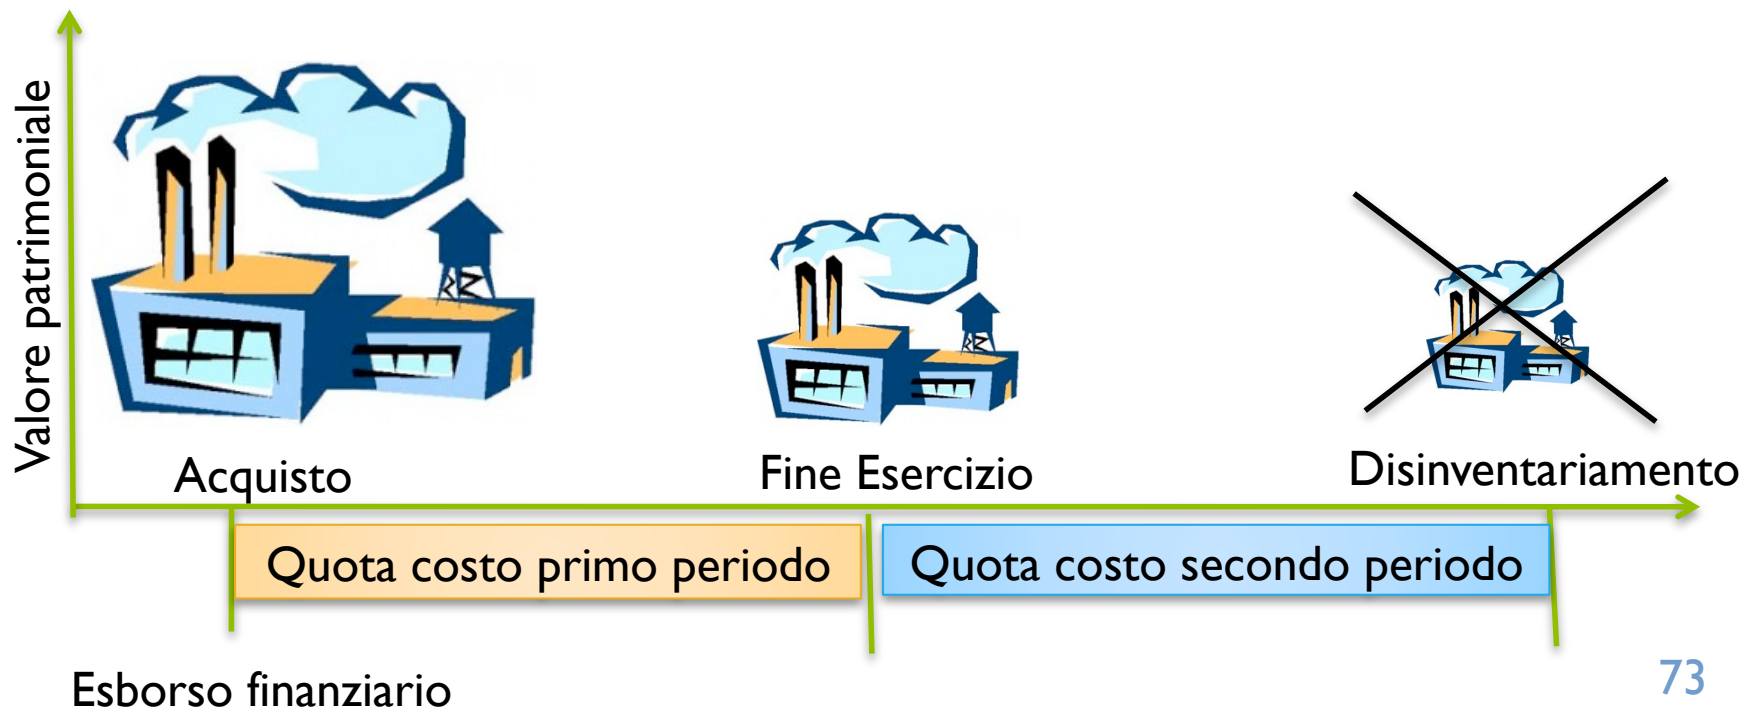 Valore patrimoniale
Acquisto
Fine Esercizio
Disinventariamento
Quota costo primo periodo
Quota costo secondo periodo
Esborso finanziario
73